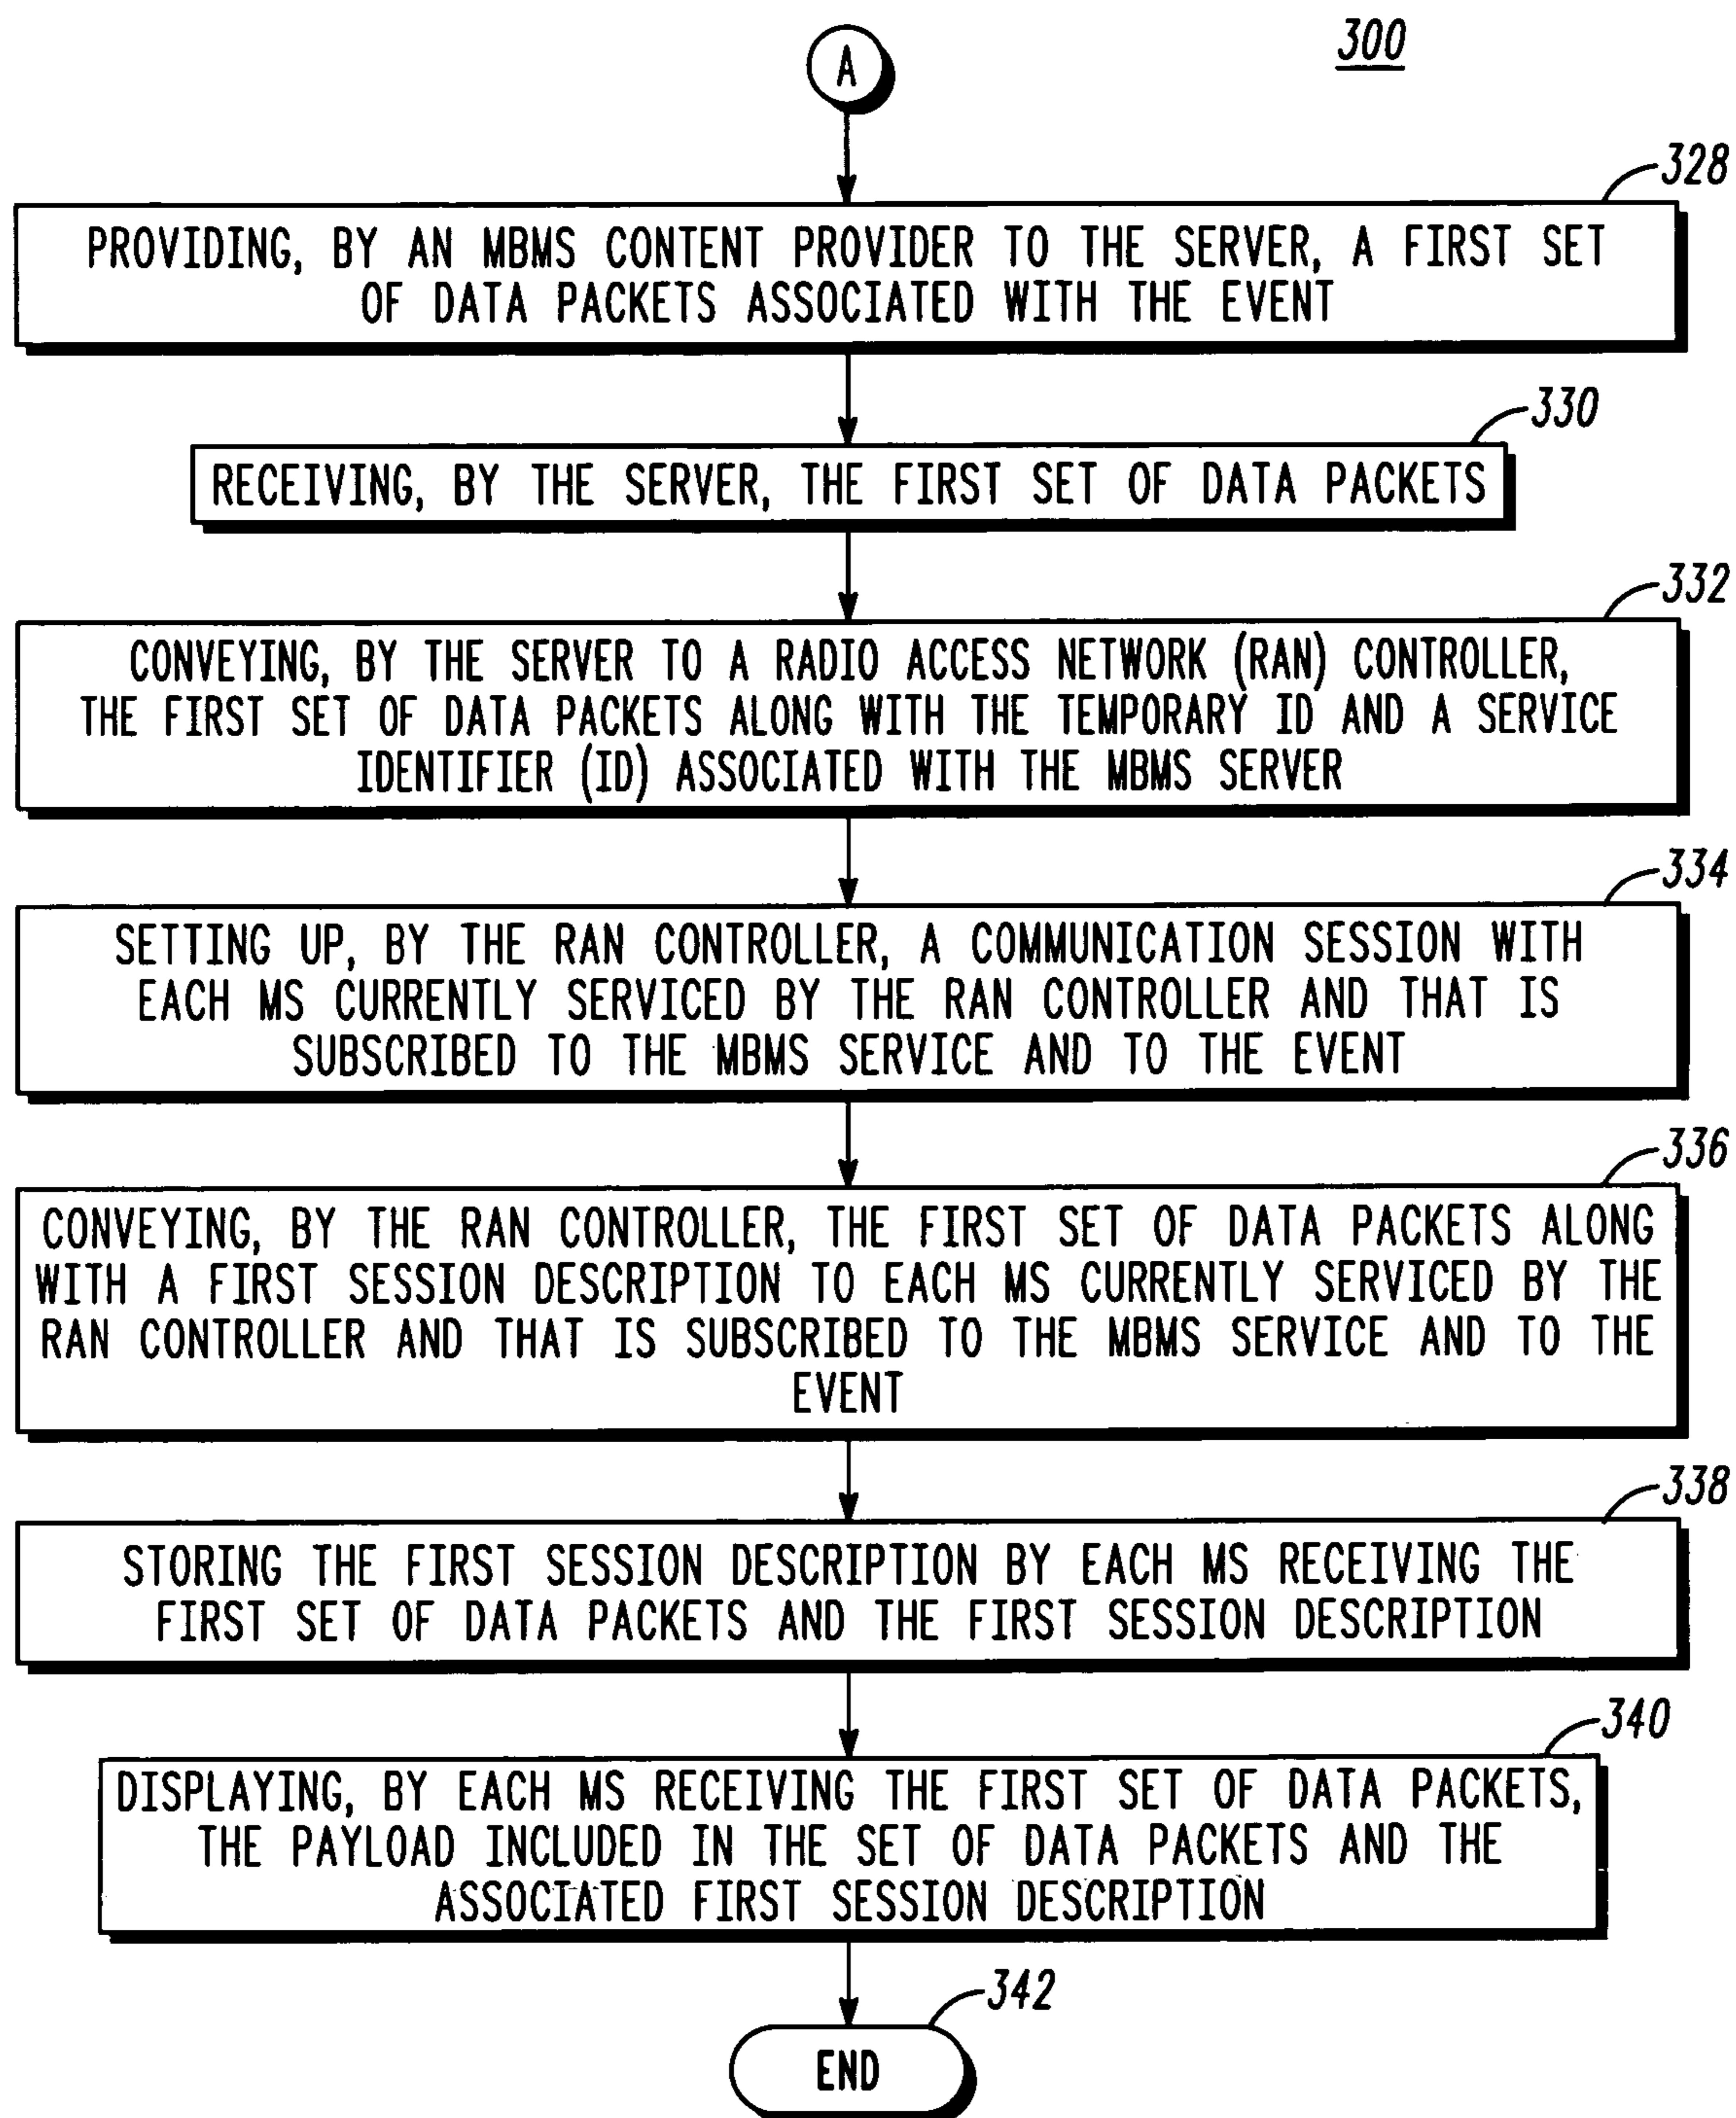 A
300
328
PROVIDING, BY AN MBMS CONTENT PROVIDER TO THE SERVER, A FIRST SET
OF DATA PACKETS ASSOCIATED WITH THE EVENT
330
RECEIVING, BY THE SERVER, THE FIRST SET OF DATA PACKETS
332
CONVEYING, BY THE SERVER TO A RADIO ACCESS NETWORK (RAN) CONTROLLER,
THE FIRST SET OF DATA PACKETS ALONG WITH THE TEMPORARY ID AND A SERVICE
IDENTIFIER (ID) ASSOCIATED WITH THE MBMS SERVER
334
SETTING UP, BY THE RAN CONTROLLER, A COMMUNICATION SESSION WITH
EACH MS CURRENTLY SERVICED BY THE RAN CONTROLLER AND THAT IS
SUBSCRIBED TO THE MBMS SERVICE AND TO THE EVENT
336
CONVEYING, BY THE RAN CONTROLLER, THE FIRST SET OF DATA PACKETS ALONG
WITH A FIRST SESSION DESCRIPTION TO EACH MS CURRENTLY SERVICED BY THE
RAN CONTROLLER AND THAT IS SUBSCRIBED TO THE MBMS SERVICE AND TO THE
EVENT
338
STORING THE FIRST SESSION DESCRIPTION BY EACH MS RECEIVING THE
FIRST SET OF DATA PACKETS AND THE FIRST SESSION DESCRIPTION
340
DISPLAYING, BY EACH MS RECEIVING THE FIRST SET OF DATA PACKETS,
THE PAYLOAD INCLUDED IN THE SET OF DATA PACKETS AND THE
ASSOCIATED FIRST SESSION DESCRIPTION
342
END